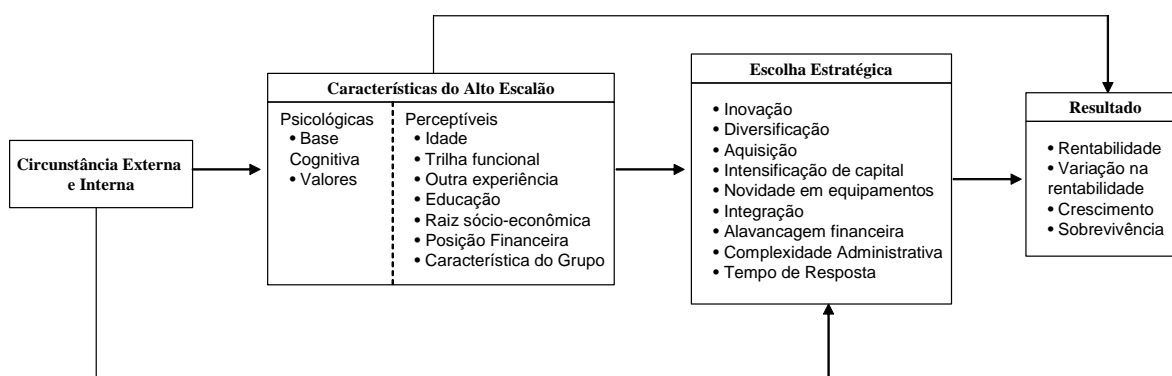 Circunstância Externa
e Interna
Características do Alto Escalão
Psicológicas
• Base
Cognitiva
• Valores
Perceptíveis
• Idade
• Trilha funcional
• Outra experiência
• Educação
• Raiz sócio-econômica
• Posição Financeira
• Característica do Grupo
Escolha Estratégica
• Inovação
• Diversificação
• Aquisição
• Intensificação de capital
• Novidade em equipamentos
• Integração
• Alavancagem financeira
• Complexidade Administrativa
• Tempo de Resposta
Resultado
• Rentabilidade
• Variação na
rentabilidade
• Crescimento
• Sobrevivência